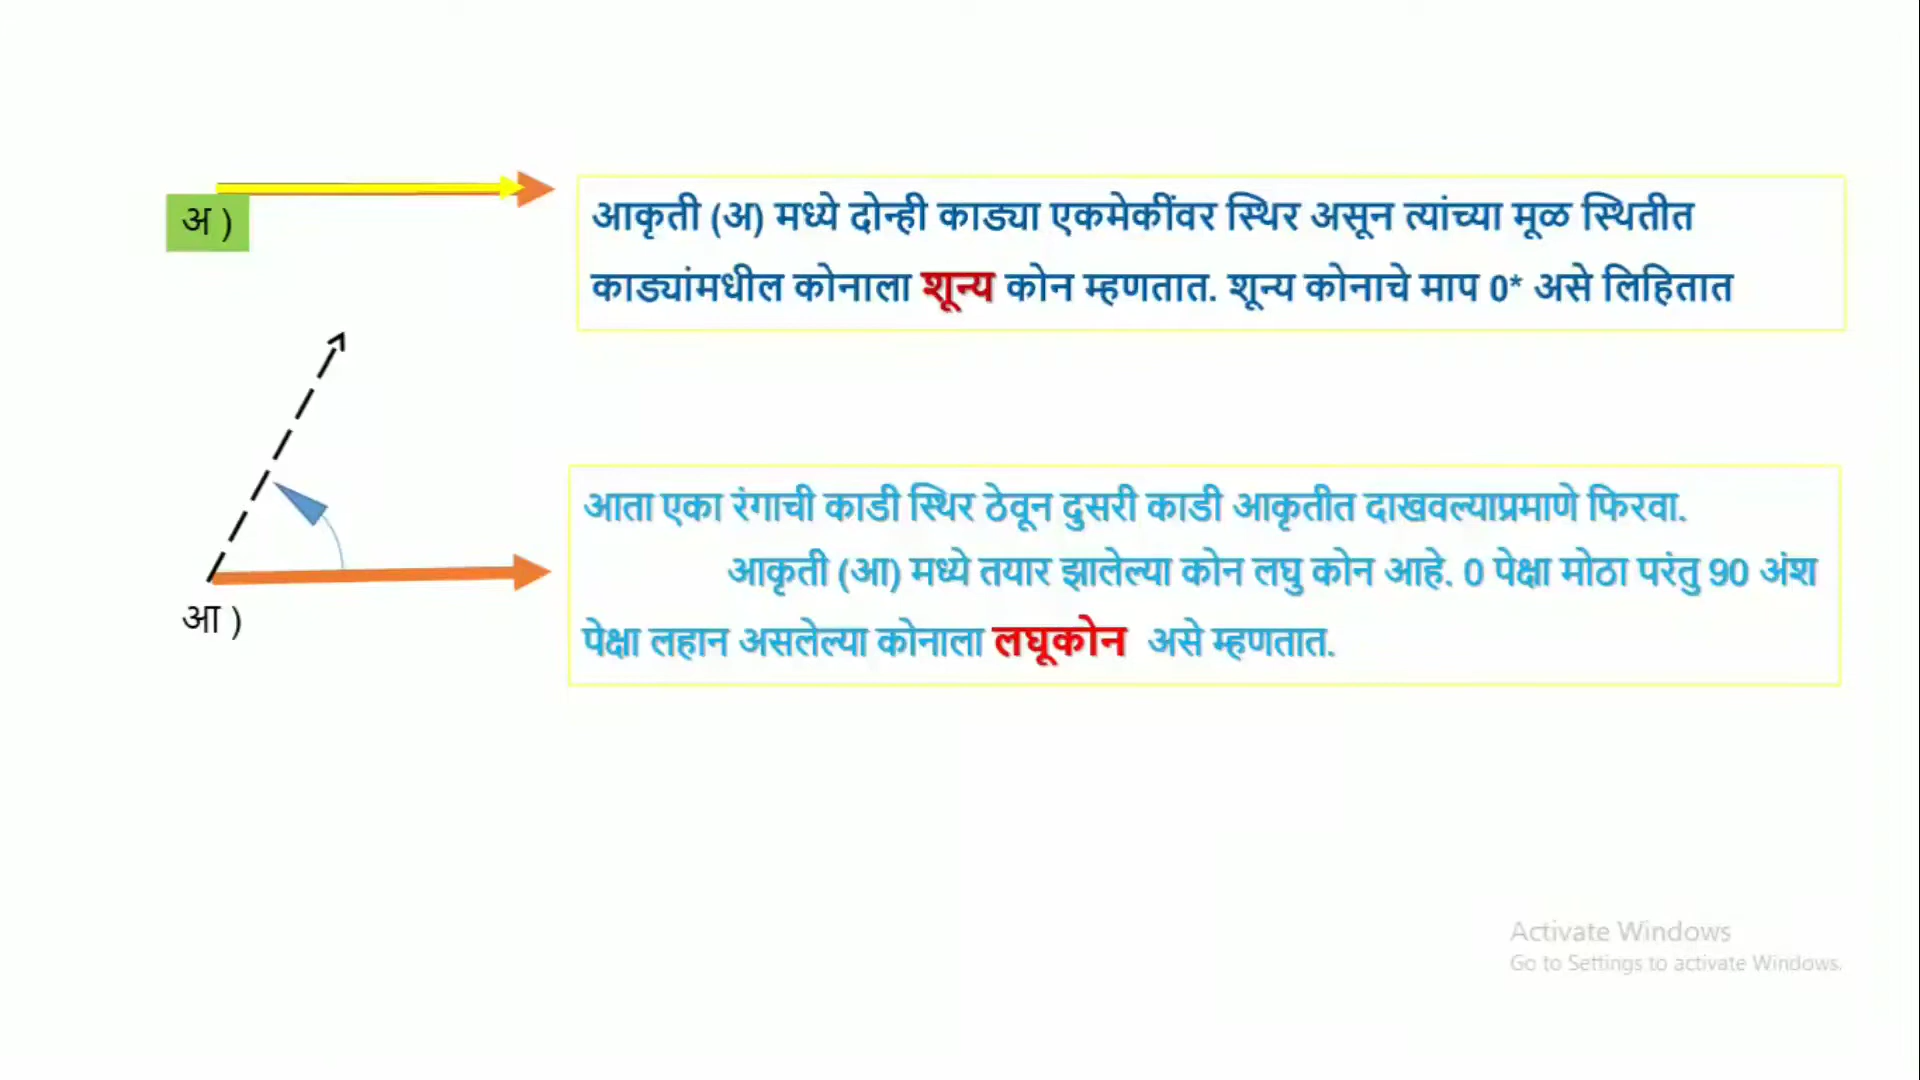 अ )
आकृती (अ) मध्ये दोन्ही काड्या एकमेकींवर स्थिर असून त्यांच्या मूळ स्थितीत
काड्यांमधील कोनाला शून्य कोन म्हणतात. शून्य कोनाचे माप 0* असे लिहितात
आता एका रंगाची काडी स्थिर ठेवून दुसरी काडी आकृतीत दाखवल्याप्रमाणे फिरवा.
आकृती (आ) मध्ये तयार झालेल्या कोन लघु कोन आहे. 0 पेक्षा मोठा परंतु 90 अंश
पेक्षा लहान असलेल्या कोनाला लघूकोन असे म्हणतात.
आ )
Activate Windows
Go to Settings to activate Windows.